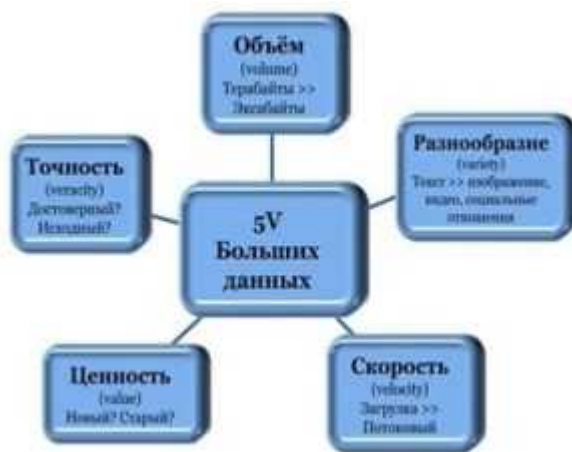 Объём
(volume)
Терабайты >>
Эксабайты
Точность
(veracity)
Достоверный?
Исходный?
Разнообразие
(variety)
Текст >> изображение,
видео, социальные
отношения
5V
Больших
данных
Ценность
(value)
Новый? Старый?
Скорость
(velocity)
Загрузка >>
Потоковый